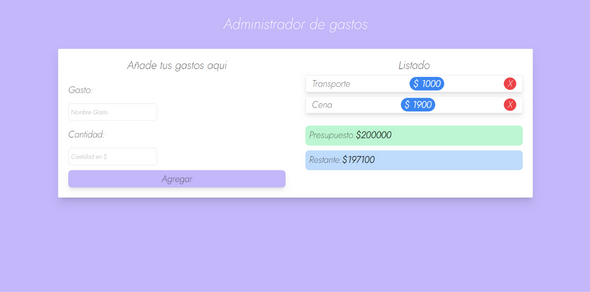 Administrador de gastos
Añade tus gastos aqui
Gasto:
Nombre Gasto
Cantidad:
Cantidad en $
Agregar
Listado
Transporte $ 1000 X
Cena $ 1900 X
Presupuesto:$200000
Restante:$197100